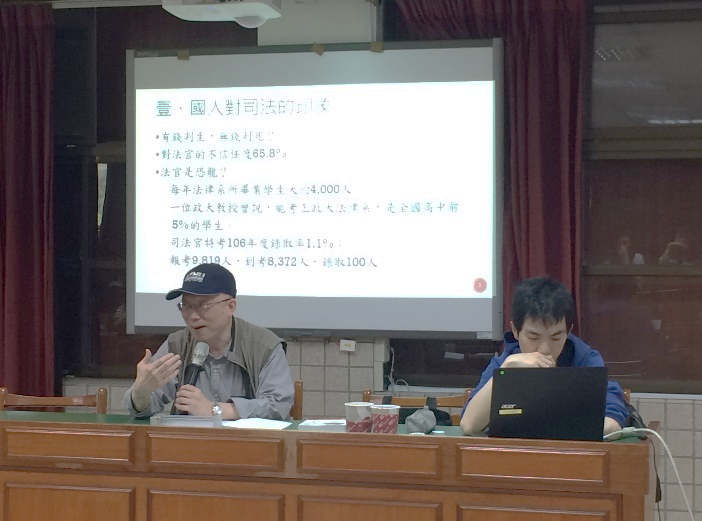 壹、國人對司法的印象
•有錢判生，無錢判死？
•對法官的不信任度65.8%
•法官是恐龍？
每年法律系所畢業學生大約4,000人
一位政大教授曾說，能考上政大法律系，是全國高中前
5%的學生。
司法官特考106年度錄取率1.1%：
報考9,819人，到考8,372人，錄取100人
acer